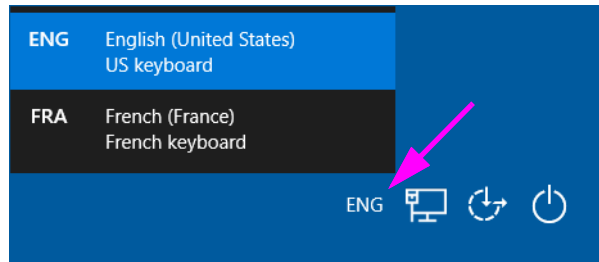 ENG English (United States)
US keyboard
FRA French (France)
French keyboard
ENG